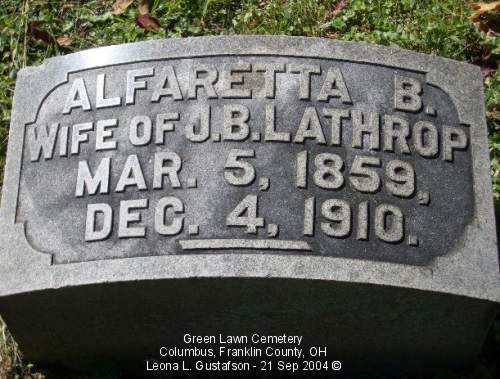 ALFARETTA B.
WIFE OF J.B. LATHROP
MAR. 5, 1859,
DEC. 4, 1910.
Green Lawn Cemetery
Columbus, Franklin County, OH
Leona L. Gustafson - 21 Sep 2004 ©